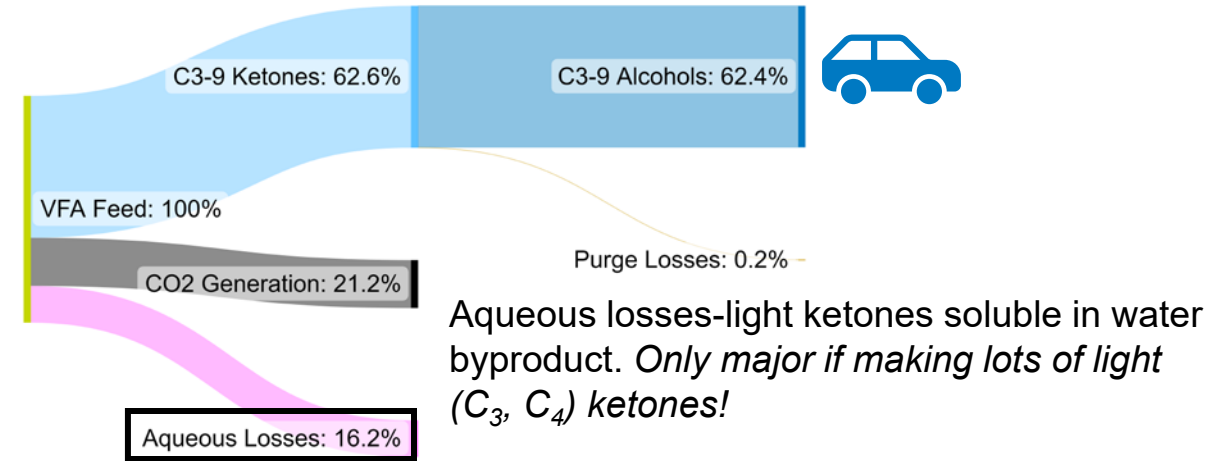 C3-9 Ketones: 62.6%
C3-9 Alcohols: 62.4%
VFA Feed: 100%
CO2 Generation: 21.2%
Purge Losses: 0.2%
Aqueous losses-light ketones soluble in water
byproduct. Only major if making lots of light
(C₃, C₄) ketones!
Aqueous Losses: 16.2%